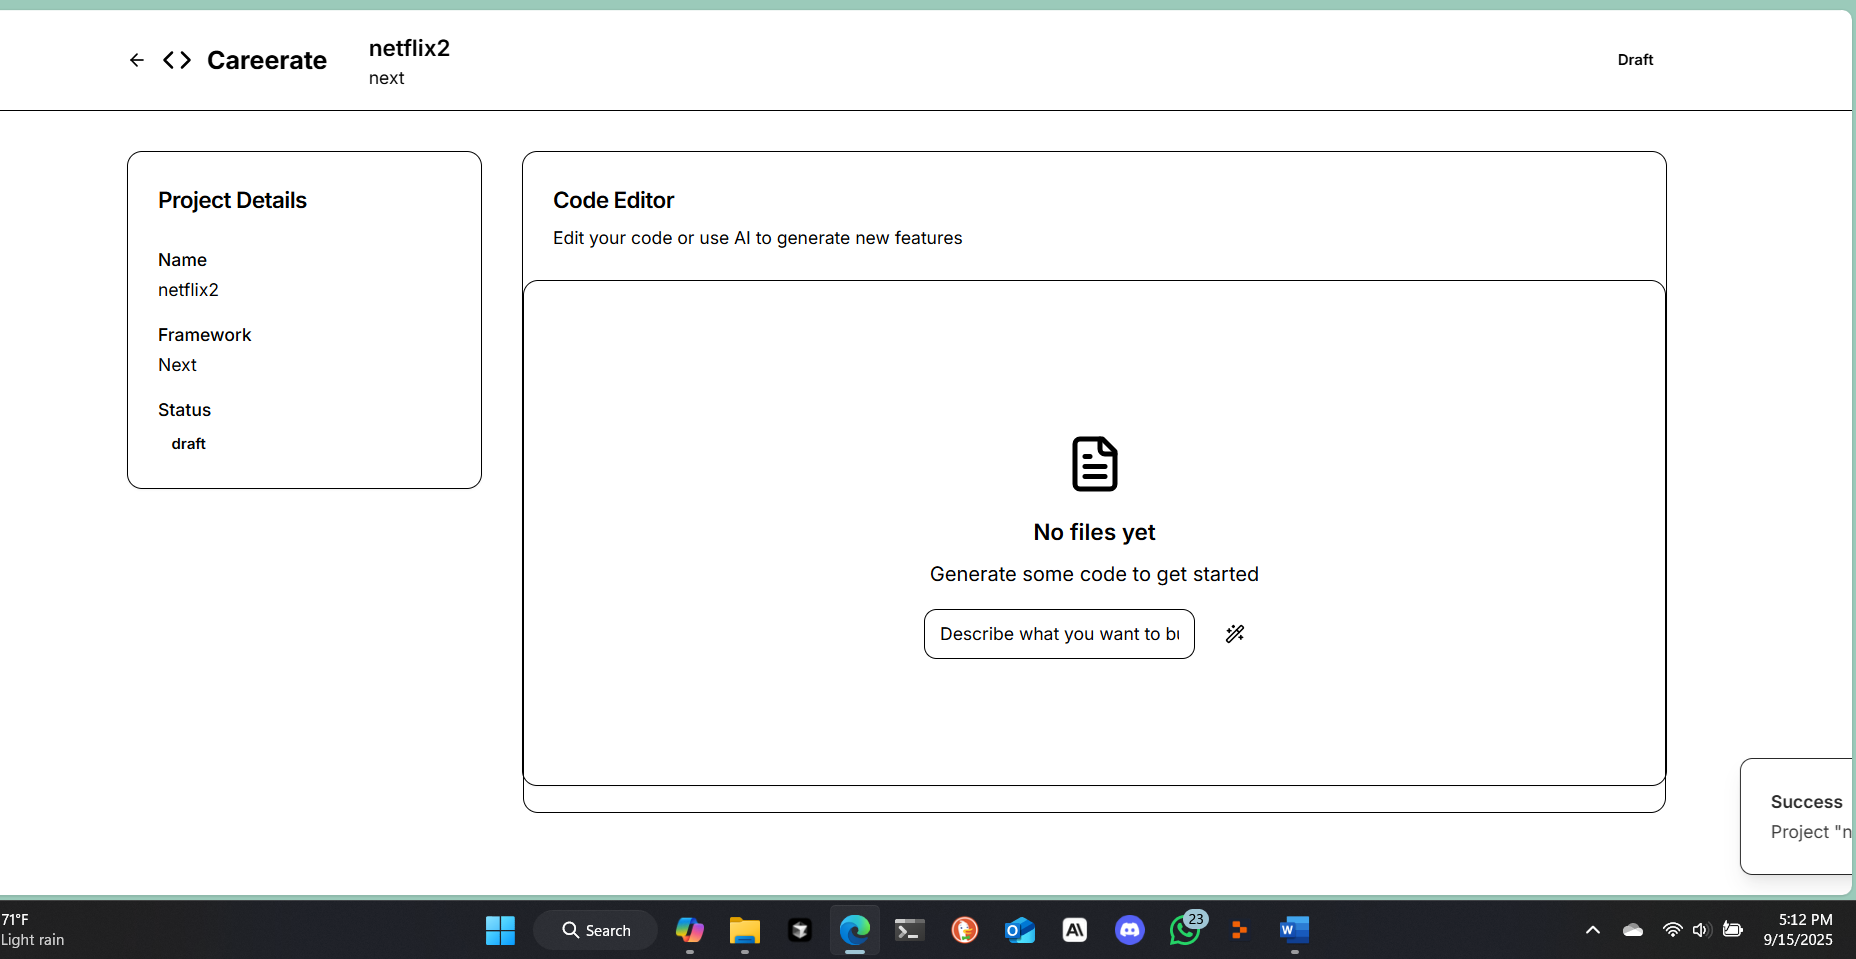 Careerate
netflix2
next
Draft
Project Details
Name
netflix2
Framework
Next
Status
draft
Code Editor
Edit your code or use AI to generate new features
No files yet
Generate some code to get started
Describe what you want to bu
Success
Project "n
71°F
Light rain
Search
23
5:12 PM
9/15/2025